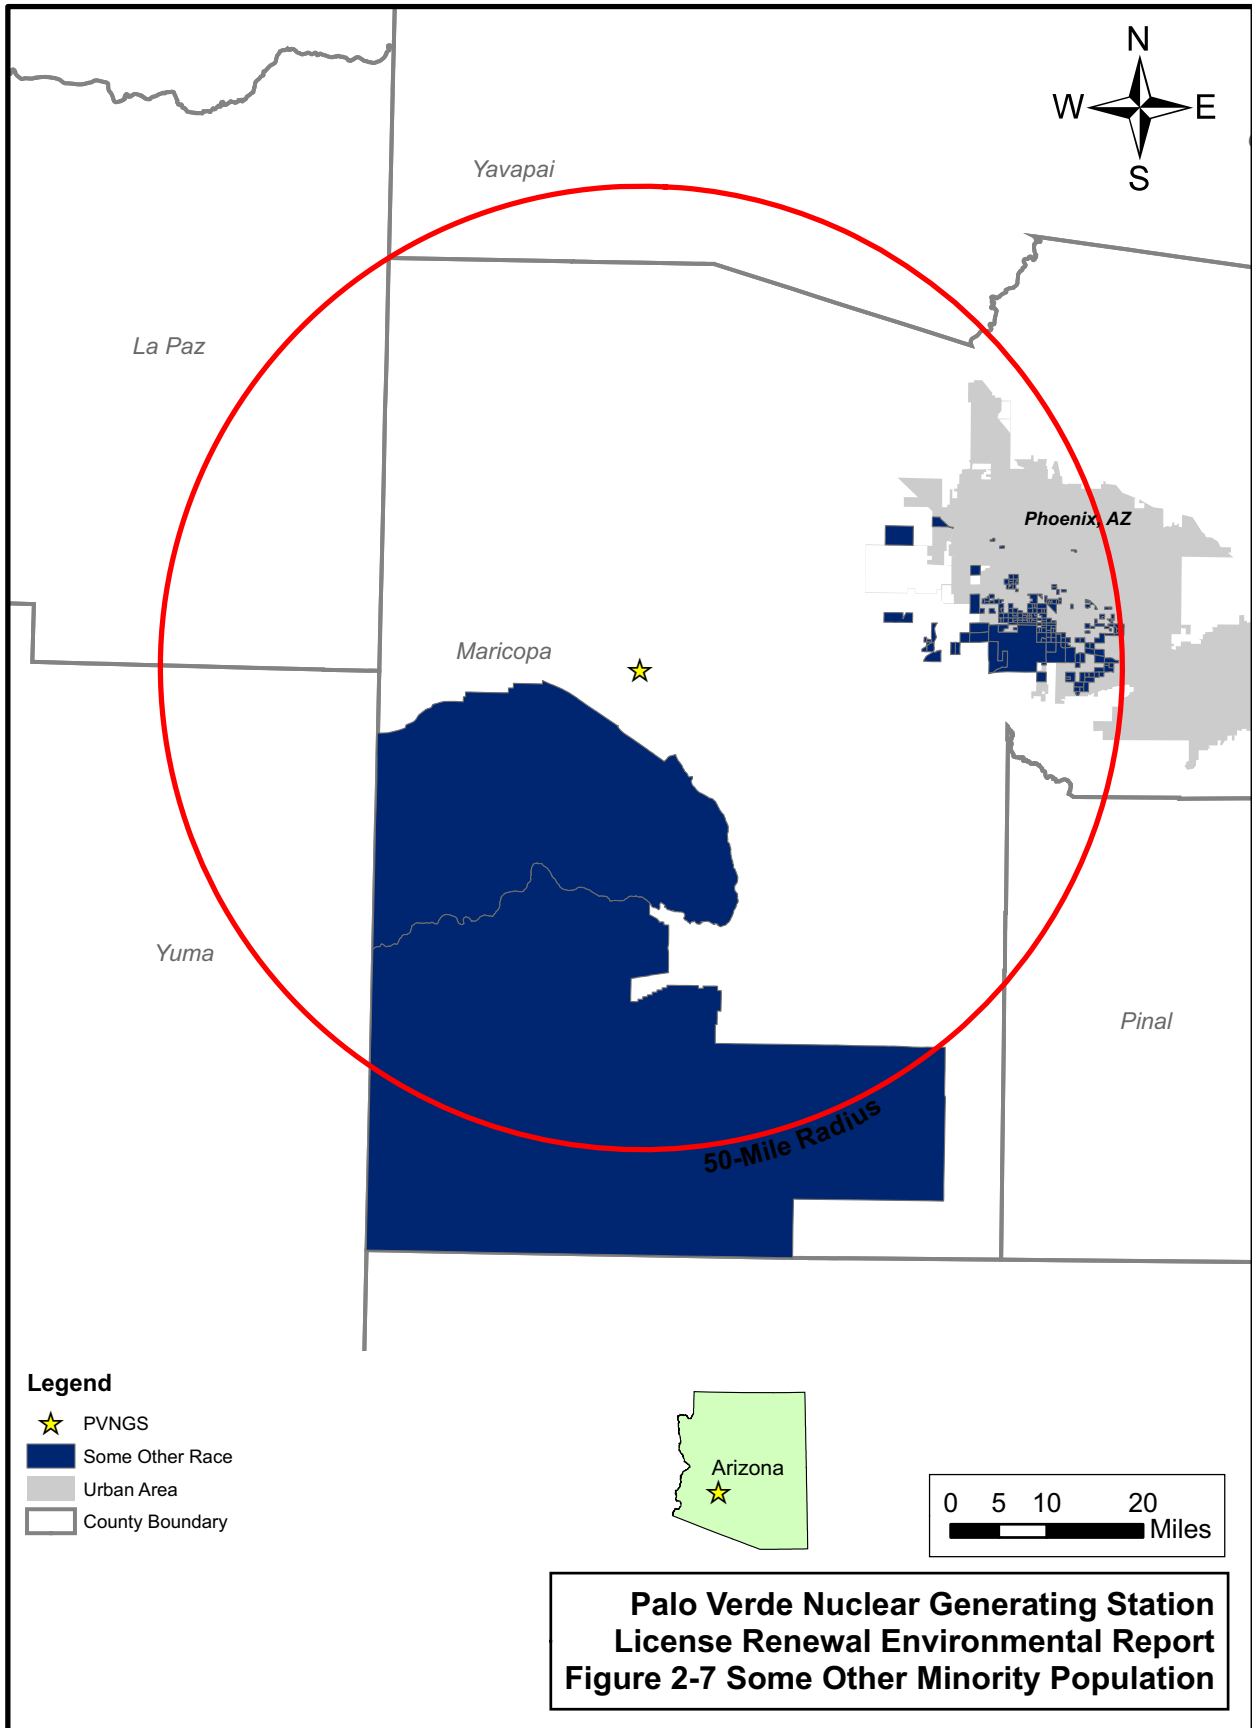 N
W E
S
Yavapai
La Paz
Phoenix, AZ
Maricopa
Yuma
Pinal
50-Mile Radius
Legend
PVNGS
Some Other Race
Urban Area
County Boundary
Arizona
0 5 10 20
Miles
Palo Verde Nuclear Generating Station
License Renewal Environmental Report
Figure 2-7 Some Other Minority Population